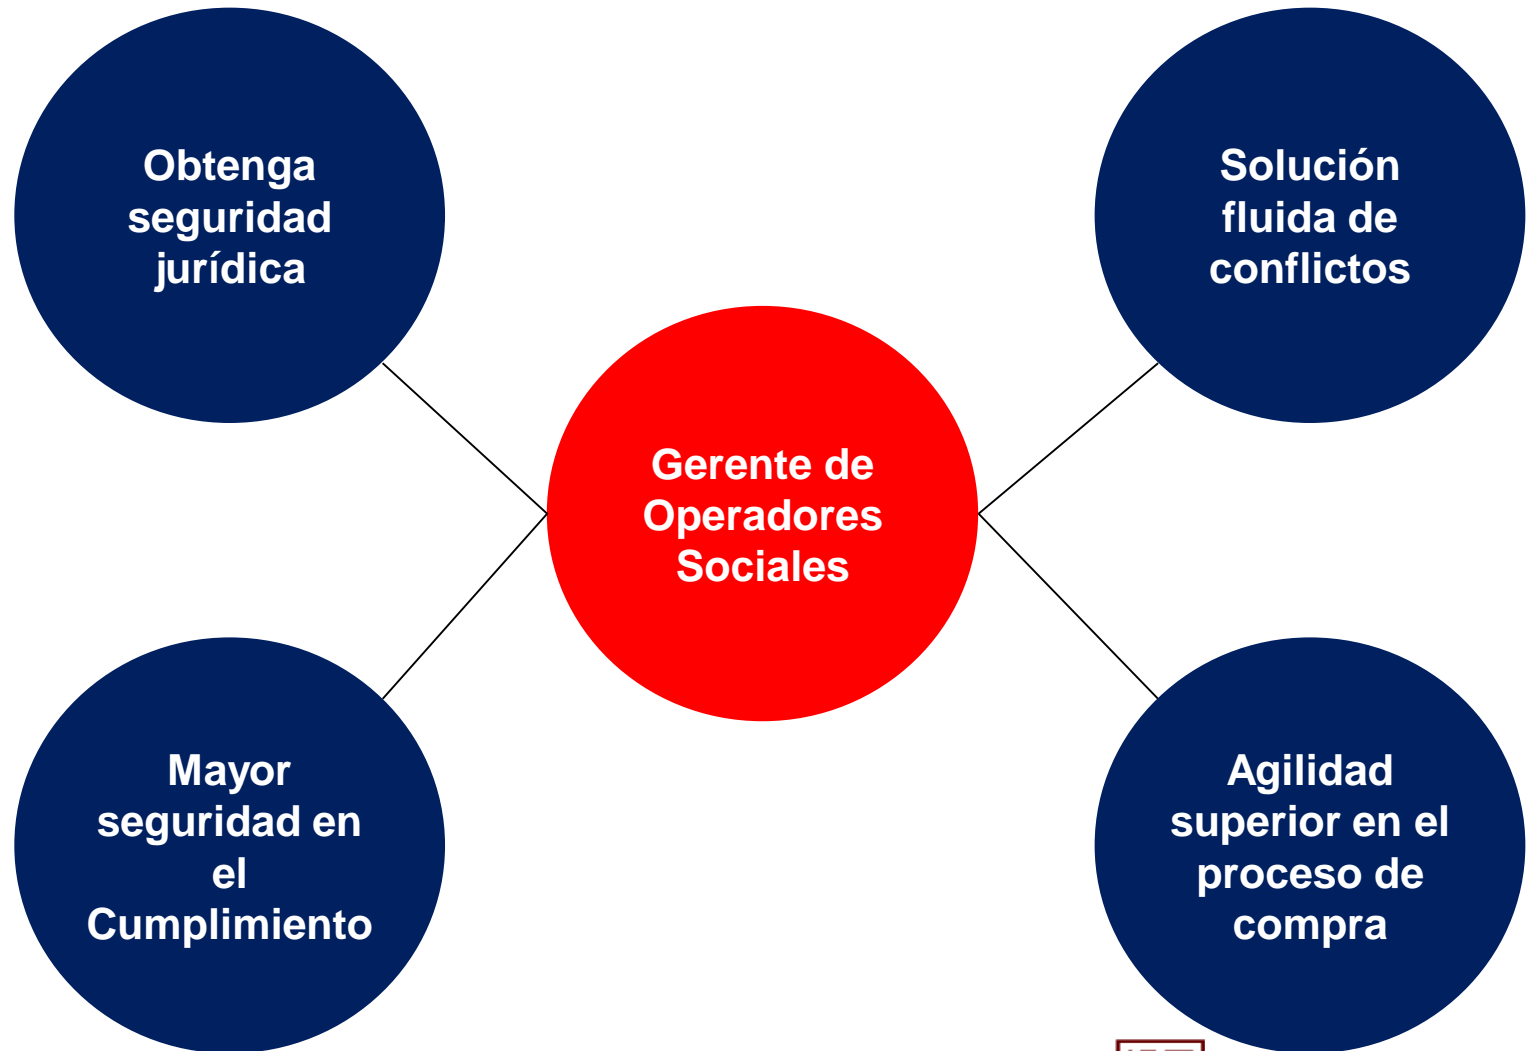 Obtenga
seguridad
jurídica
Solución
fluida de
conflictos
Gerente de
Operadores
Sociales
Mayor
seguridad en
el
Cumplimiento
Agilidad
superior en el
proceso de
compra